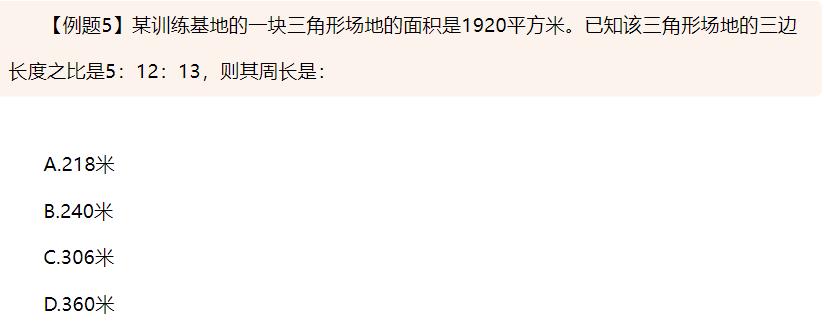 【例题5】某训练基地的一块三角形场地的面积是1920平方米。已知该三角形场地的三边
长度之比是5：12：13，则其周长是：
A.218米
B.240米
C.306米
D.360米